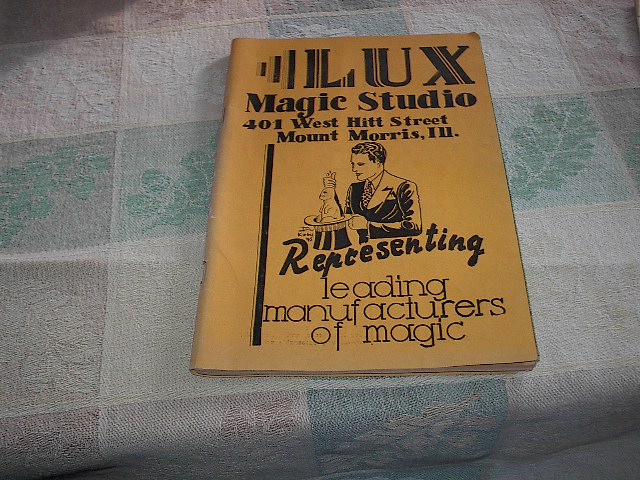 LUX
Magic Studio
401 West Hitt Street
Mount Morris, Ill.
Representing
leading
manufacturers
of magic